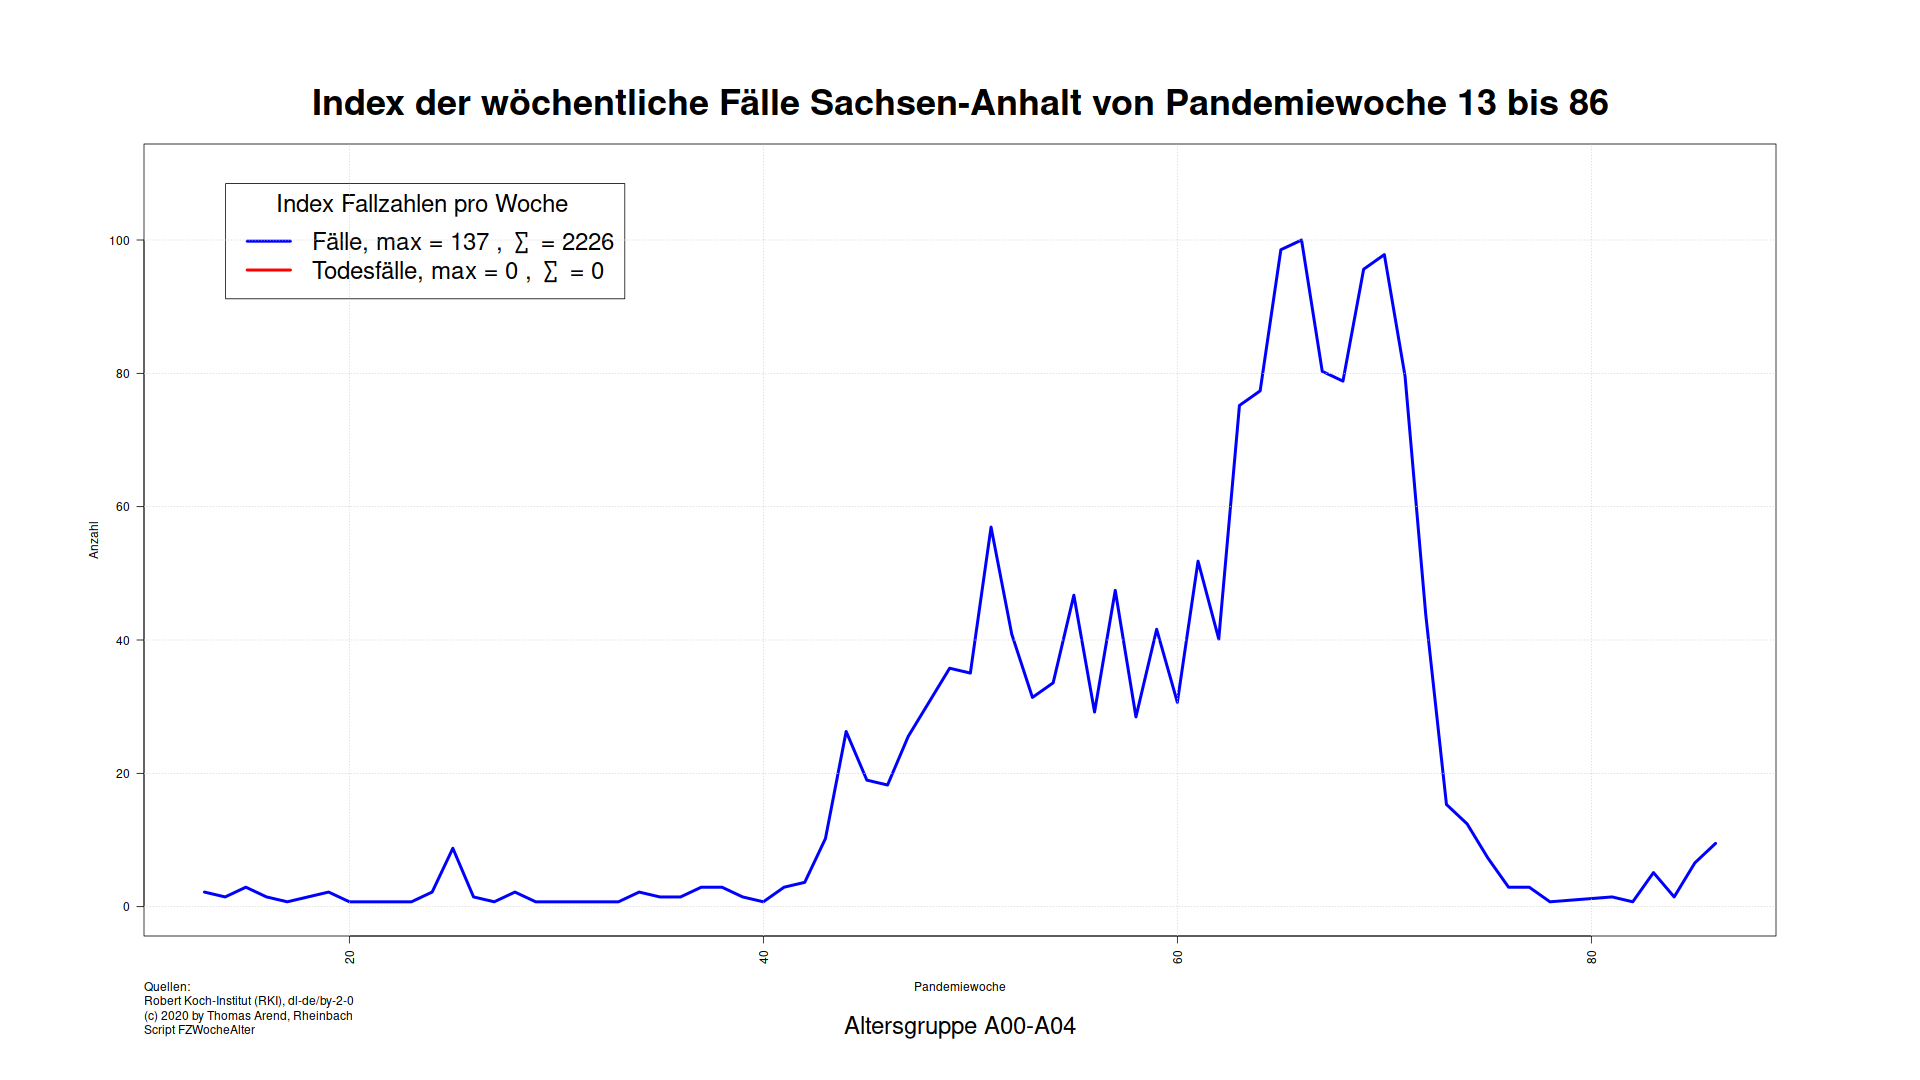 Index der wöchentliche Fälle Sachsen-Anhalt von Pandemiewoche 13 bis 86
Index Fallzahlen pro Woche
Fälle, max = 137 , ∑ = 2226
Todesfälle, max = 0 , ∑ = 0
100
80
60
40
20
0
Anzahl
20
40
60
80
Pandemiewoche
Quellen:
Robert Koch-Institut (RKI), dl-de/by-2-0
(c) 2020 by Thomas Arend, Rheinbach
Script FZWocheAlter
Altersgruppe A00-A04